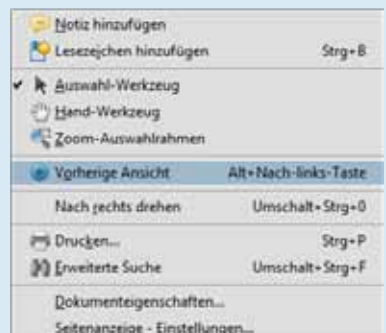 Notiz hinzufügen
Lesezeichen hinzufügen Strg+B
Auswahl-Werkzeug
Hand-Werkzeug
Zoom-Auswahlrahmen
Vorherige Ansicht Alt+Nach-links-Taste
Nach rechts drehen Umschalt+Strg+0
Drucken... Strg+P
Erweiterte Suche Umschalt+Strg+F
Dokumenteigenschaften...
Seitenanzeige - Einstellungen...